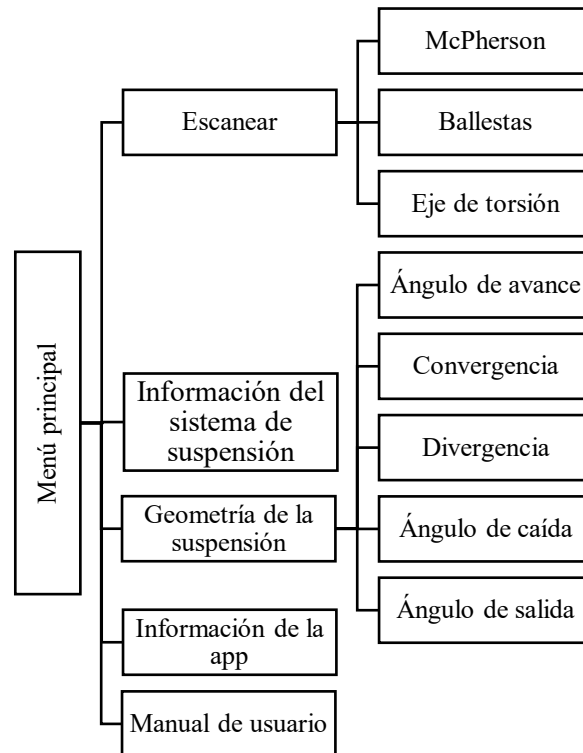 Menú principal
Escanear
McPherson
Ballestas
Eje de torsión
Información del
sistema de
suspensión
Geometría de la
suspensión
Ángulo de avance
Convergencia
Divergencia
Ángulo de caída
Ángulo de salida
Información de la
app
Manual de usuario